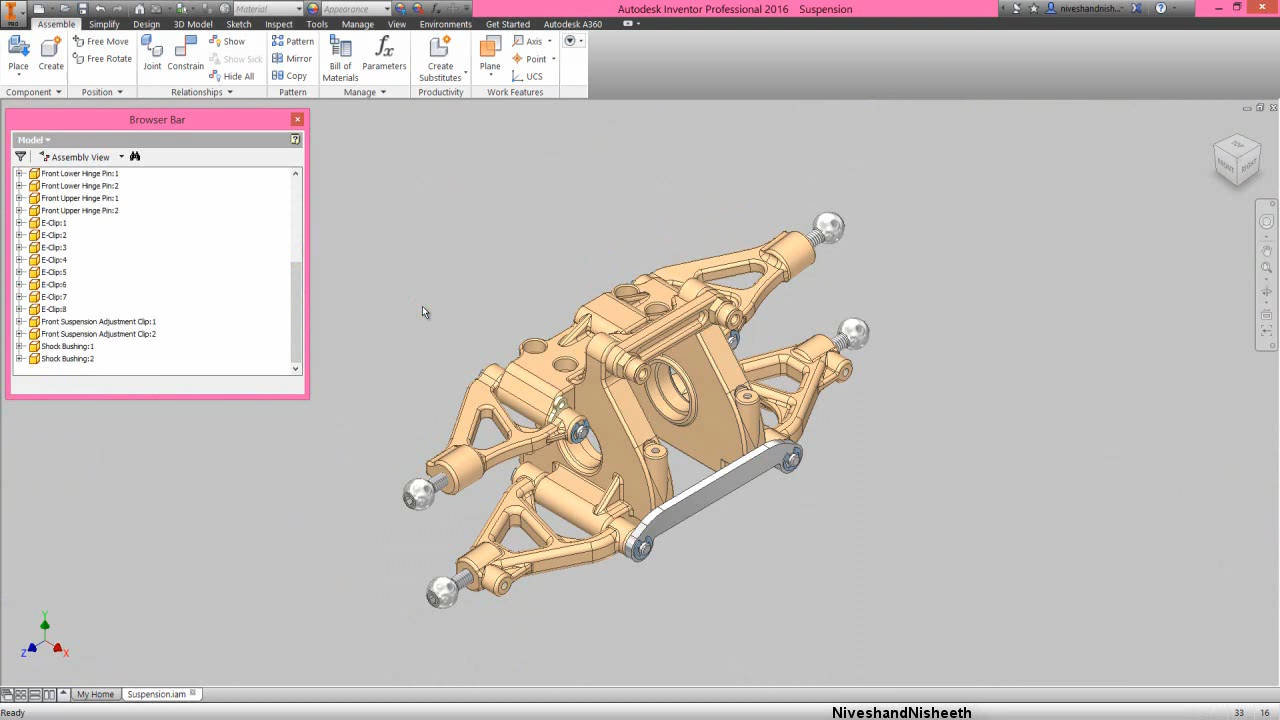 Material
Appearance
Autodesk Inventor Professional 2016 Suspension
niveshandnish...
PRO
Assemble Simplify Design 3D Model Sketch Inspect Tools Manage View Environments Get Started Autodesk A360
Place Create Free Move Free Rotate Joint Constrain Show Show Sick Hide All Pattern Mirror Copy Bill of Materials Parameters Create Substitutes Plane Axis Point UCS
Component Position Relationships Pattern Manage Productivity Work Features
Browser Bar
Model
Assembly View
Front Lower Hinge Pin:1
Front Lower Hinge Pin:2
Front Upper Hinge Pin:1
Front Upper Hinge Pin:2
E-Clip:1
E-Clip:2
E-Clip:3
E-Clip:4
E-Clip:5
E-Clip:6
E-Clip:7
E-Clip:8
Front Suspension Adjustment Clip:1
Front Suspension Adjustment Clip:2
Shock Bushing:1
Shock Bushing:2
TOP
FRONT
RIGHT
Y
Z X
My Home Suspension.iam
Ready NiveshandNisheeth 33 16